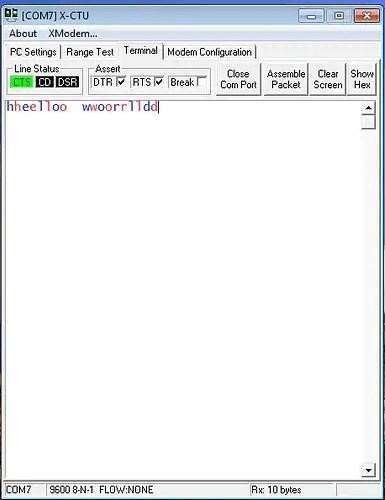 [COM7] X-CTU
About XModem...
PC Settings Range Test Terminal Modem Configuration
Line Status Assert
CTS CD DSR DTR RTS Break
Close Com Port
Assemble Packet
Clear Screen
Show Hex
hheelloo  wwoorrlldd
COM7 9600 8-N-1 FLOW:NONE Rx: 10 bytes